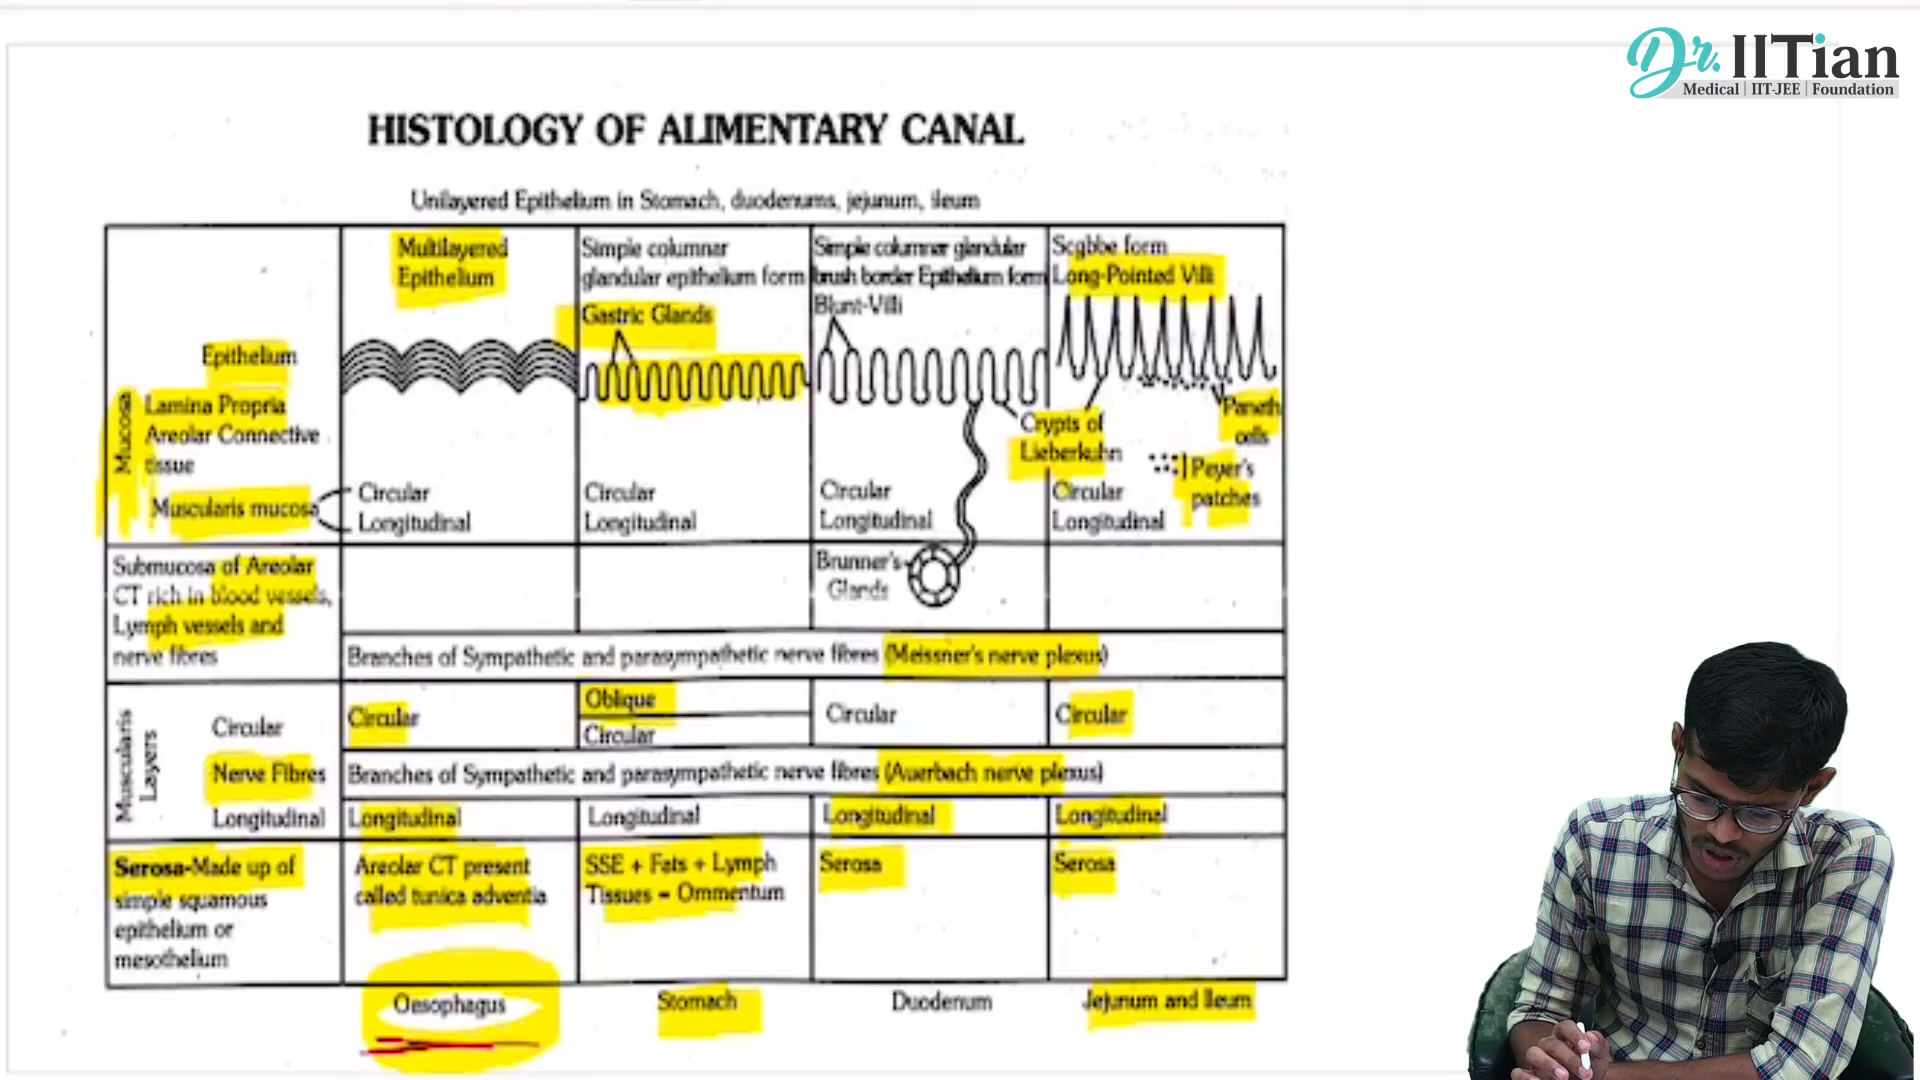 Dr. IITian
Medical | IIT-JEE | Foundation
HISTOLOGY OF ALIMENTARY CANAL
Unilayered Epithelium in Stomach, duodenums, jejunum, ileum
Multilayered
Epithelium
Simple columnar
glandular epithelium form
Gastric Glands
Simple columnar glandular
brush border Epithelium form
Blunt-Villi
Scgbbe form
Long-Pointed Villi
Mucosa
Epithelium
Lamina Propria
Areolar Connective
tissue
Muscularis mucosa
Circular
Longitudinal
Circular
Longitudinal
Circular
Longitudinal
Crypts of
Lieberkuhn
Paneth
cells
Peyer's
patches
Circular
Longitudinal
Submucosa of Areolar
CT rich in blood vessels,
Lymph vessels and
nerve fibres
Brunner's
Glands
Branches of Sympathetic and parasympathetic nerve fibres (Meissner's nerve plexus)
Muscularis
Layers
Circular
Nerve Fibres
Longitudinal
Circular
Oblique
Circular
Circular
Circular
Branches of Sympathetic and parasympathetic nerve fibres (Auerbach nerve plexus)
Longitudinal
Longitudinal
Longitudinal
Longitudinal
Serosa-Made up of
simple squamous
epithelium or
mesothelium
Areolar CT present
called tunica adventia
SSE + Fats + Lymph
Tissues = Ommentum
Serosa
Serosa
Oesophagus
Stomach
Duodenum
Jejunum and Ileum